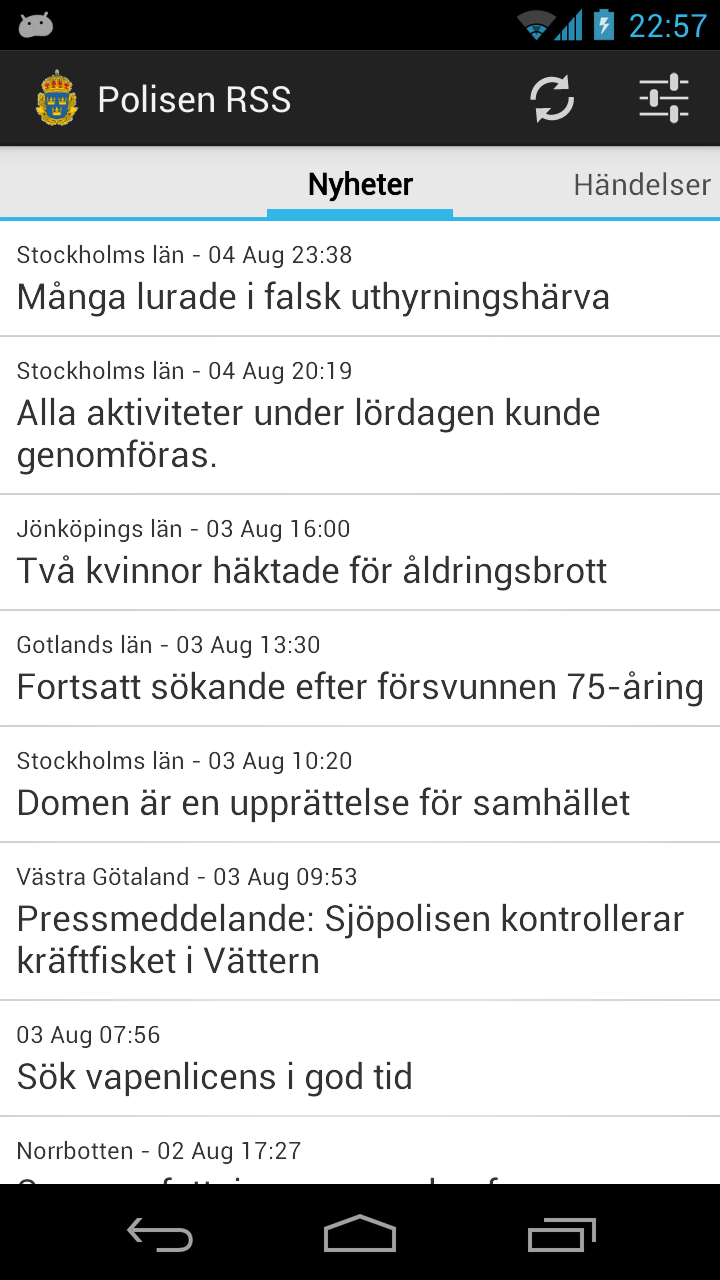 22:57
Polisen RSS
Nyheter
Händelser
Stockholms län - 04 Aug 23:38
Många lurade i falsk uthyrningshärva
Stockholms län - 04 Aug 20:19
Alla aktiviteter under lördagen kunde
genomföras.
Jönköpings län - 03 Aug 16:00
Två kvinnor häktade för åldringsbrott
Gotlands län - 03 Aug 13:30
Fortsatt sökande efter försvunnen 75-åring
Stockholms län - 03 Aug 10:20
Domen är en upprättelse för samhället
Västra Götaland - 03 Aug 09:53
Pressmeddelande: Sjöpolisen kontrollerar
kräftfisket i Vättern
03 Aug 07:56
Sök vapenlicens i god tid
Norrbotten - 02 Aug 17:27